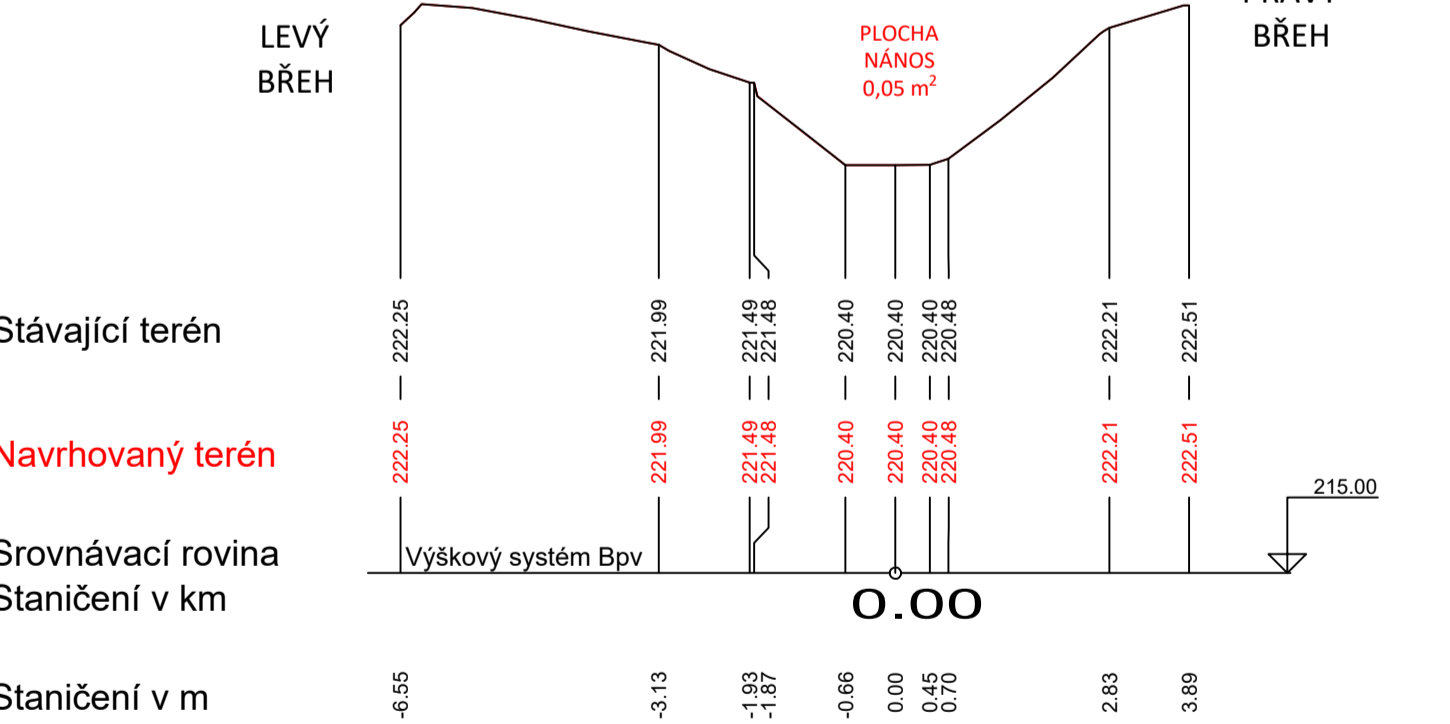 LEVÝ
BŘEH
PLOCHA
NÁNOS
0,05 m²
BŘEH
Stávající terén
222.25 221.99 221.49 221.48 220.40 220.40 220.40 220.48 222.21 222.51
Navrhovaný terén
222.25 221.99 221.49 221.48 220.40 220.40 220.40 220.48 222.21 222.51
215.00
Srovnávací rovina
Výškový systém Bpv
Staničení v km
0.00
Staničení v m
-6.55 -3.13 -1.93 -1.87 -0.66 0.00 0.45 0.70 2.83 3.89